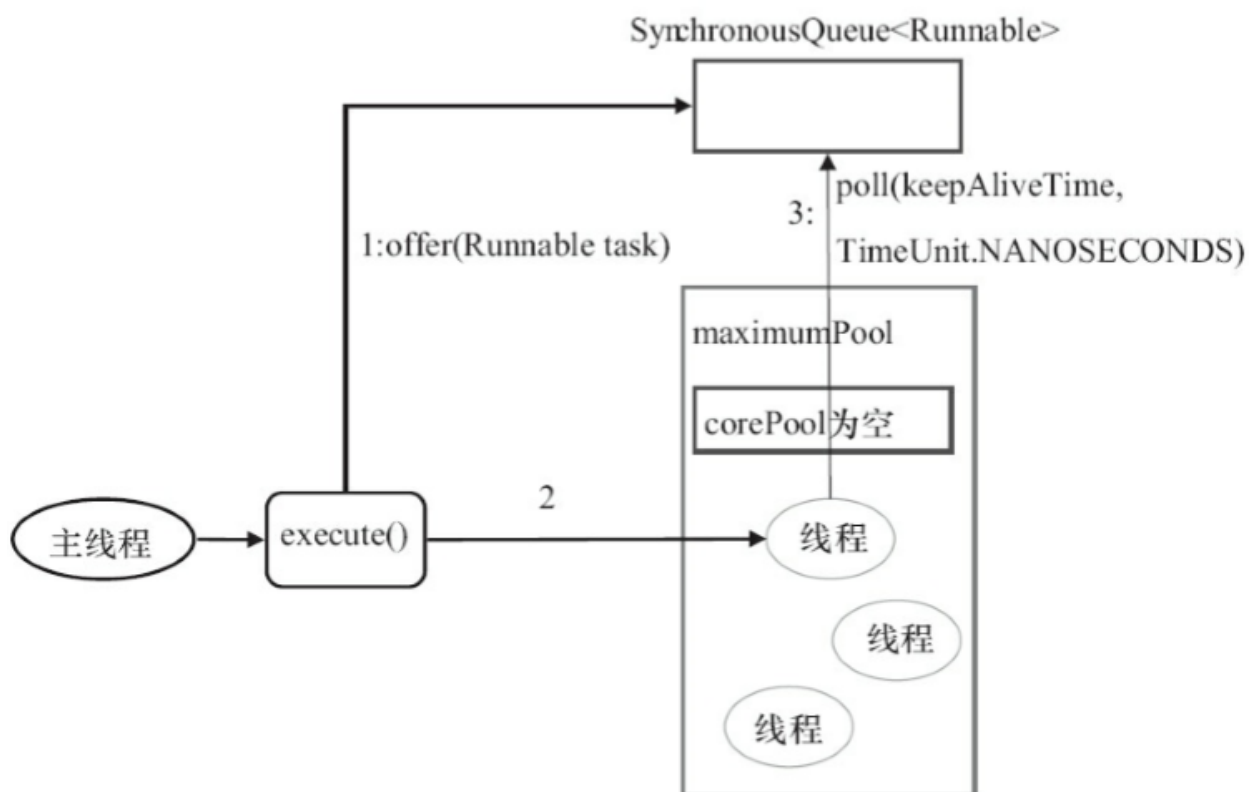 SynchronousQueue<Runnable>
poll(keepAliveTime,
3:
1:offer(Runnable task)
TimeUnit.NANOSECONDS)
maximumPool
corePool为空
2
主线程
execute()
线程
线程
线程